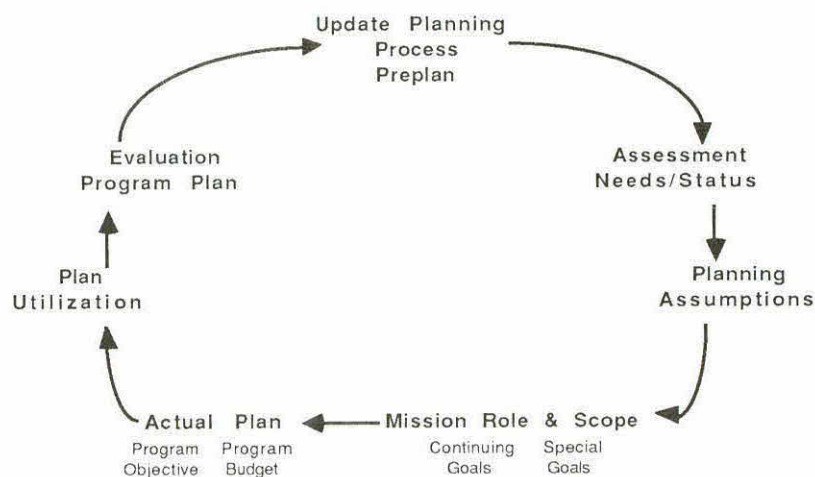 Update Planning
Process
Preplan
Assessment
Needs/Status
Planning
Assumptions
Mission Role & Scope
Continuing Special
Goals Goals
Actual Plan
Program Program
Objective Budget
Plan
Utilization
Evaluation
Program Plan